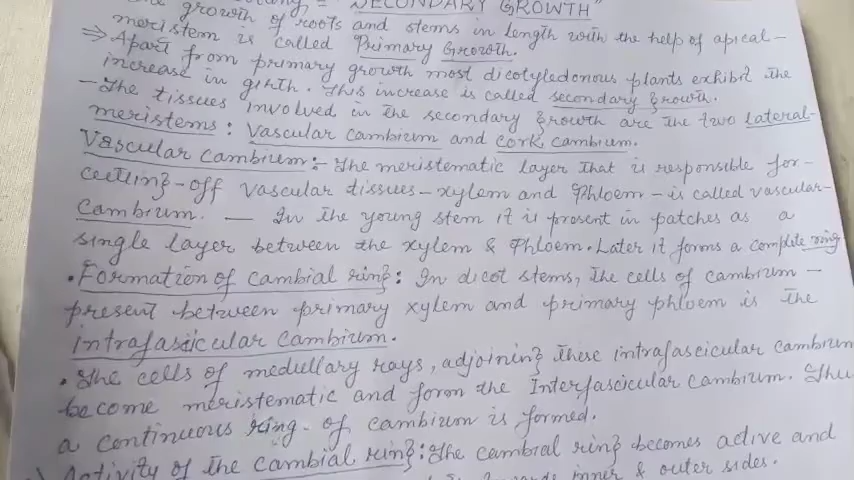 "SECONDARY GROWTH"
growth of roots and stems in length with the help of apical-
meristem is called Primary Growth.
⇒ Apart from primary growth most dicotyledonous plants exhibit the
increase in girth. This increase is called secondary growth.
- The tissues involved in the secondary growth are the two lateral-
meristems: Vascular cambium and cork cambium.
Vascular cambium:- The meristematic layer that is responsible for-
cutting-off vascular tissues-xylem and phloem-is called vascular-
cambium. — In the young stem it is present in patches as a
single layer between the xylem & phloem. Later it forms a complete ring
• Formation of cambial ring: In dicot stems, the cells of cambium -
present between primary xylem and primary phloem is the
intrafascicular cambium.
• The cells of medullary rays, adjoining these intrafascicular cambium
become meristematic and form the Interfascicular cambium. Thu
a continuous ring- of cambium is formed.
Activity of the cambial ring: The cambial ring becomes active and
inner & outer sides.